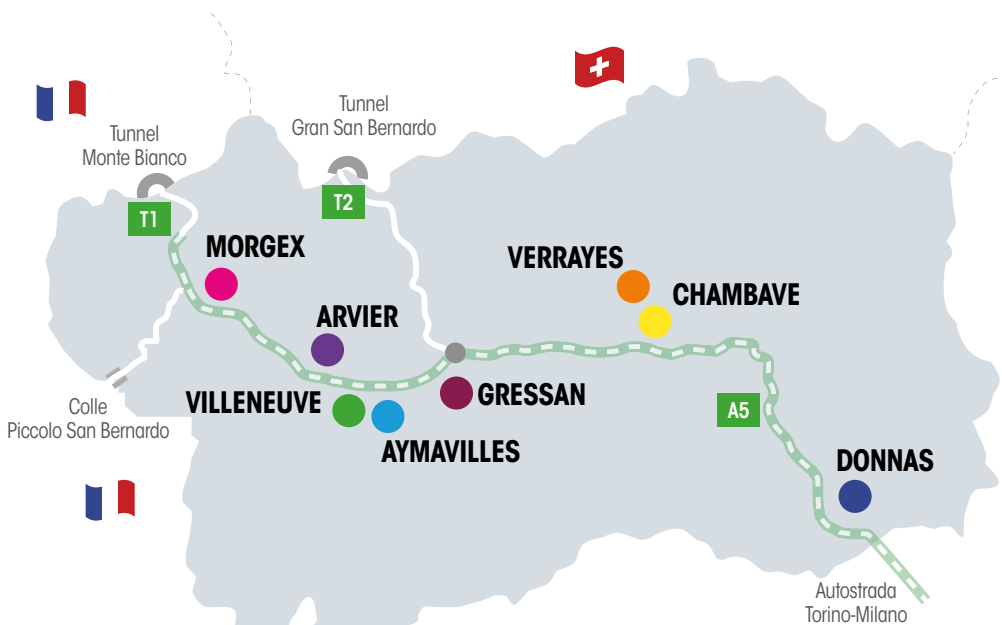 Tunnel
Gran San Bernardo
Tunnel
Monte Bianco
T2
T1
MORGEX
VERRAYES
CHAMBAVE
ARVIER
VILLENEUVE
GRESSAN
Colle
Piccolo San Bernardo
A5
AYMAVILLES
DONNAS
Autostrada
Torino-Milano